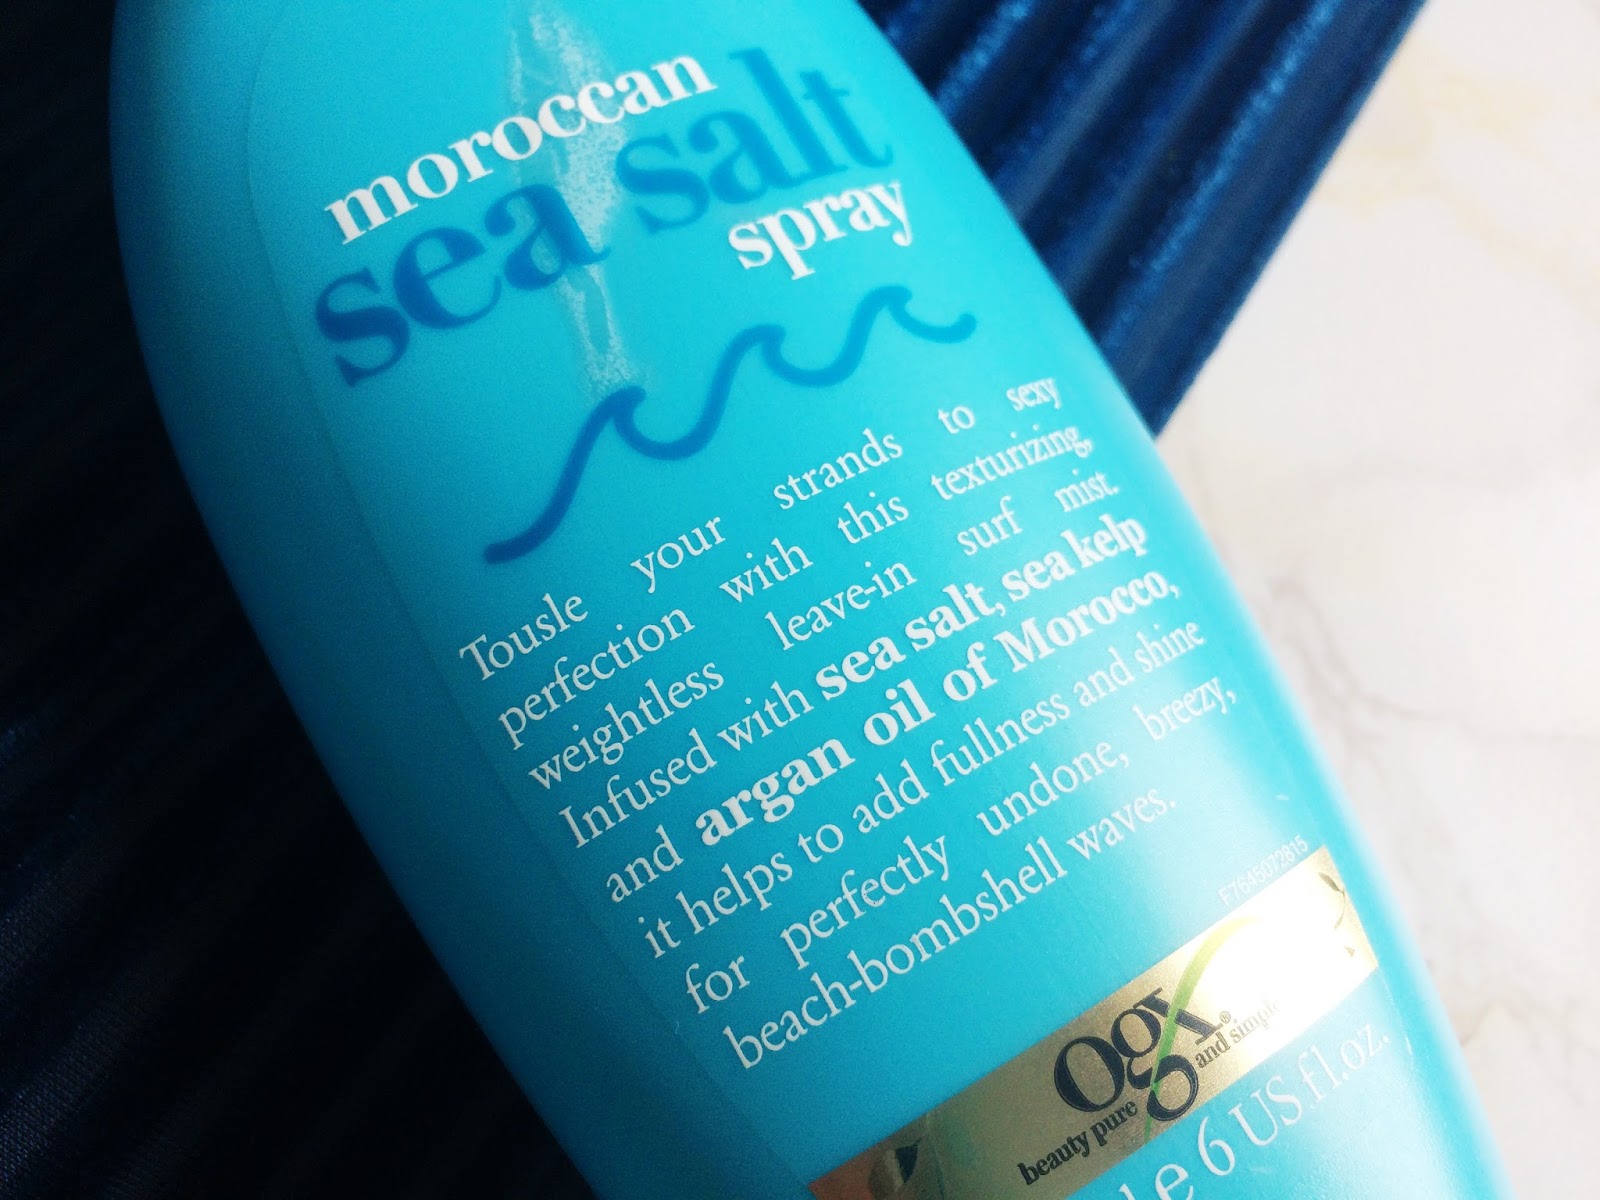 moroccan
sea salt
spray
Tousle your strands to sexy
perfection with this texturizing,
weightless leave-in surf mist.
Infused with sea salt, sea kelp
and argan oil of Morocco,
it helps to add fullness and shine
for perfectly undone, breezy,
beach-bombshell waves.
F7645072815
ogx®
beauty pure and simple
e 6 US.fl.oz.